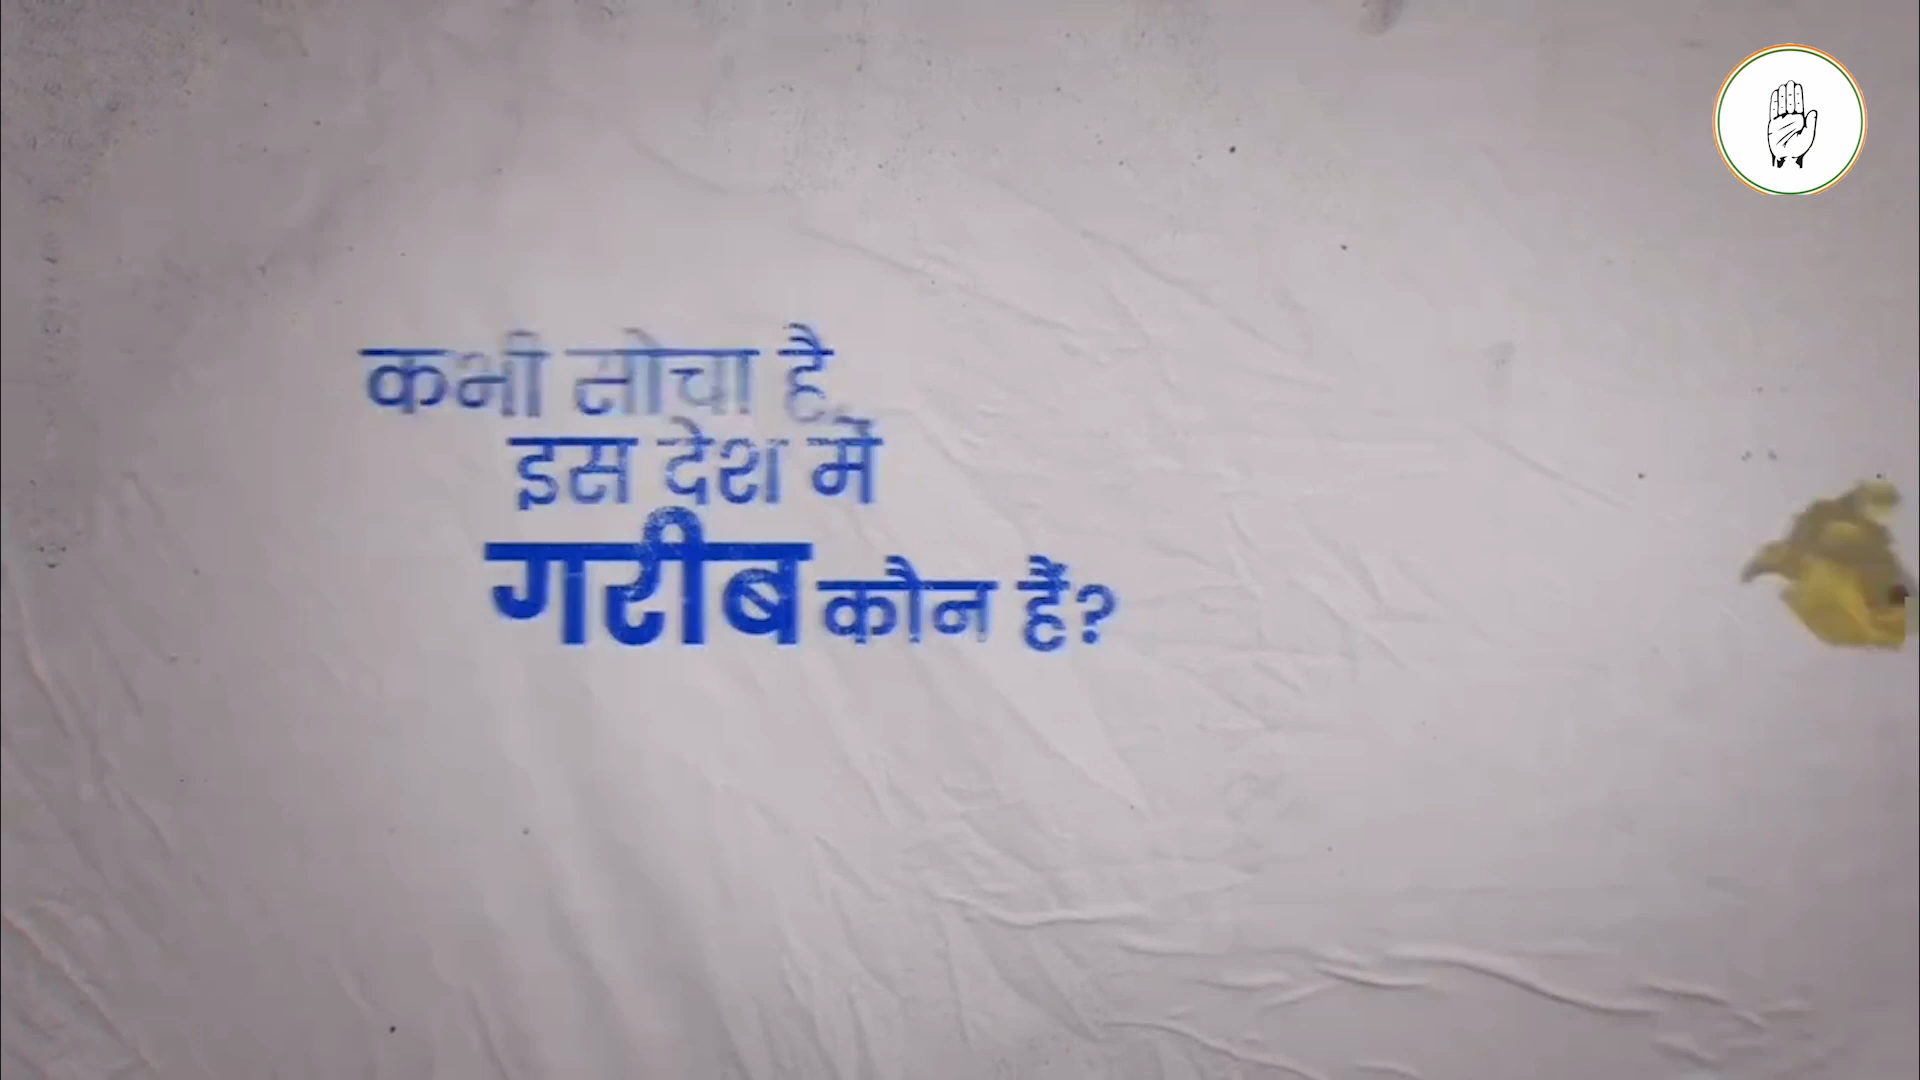 कभी सोचा है,
इस देश में
गरीब कौन हैं?